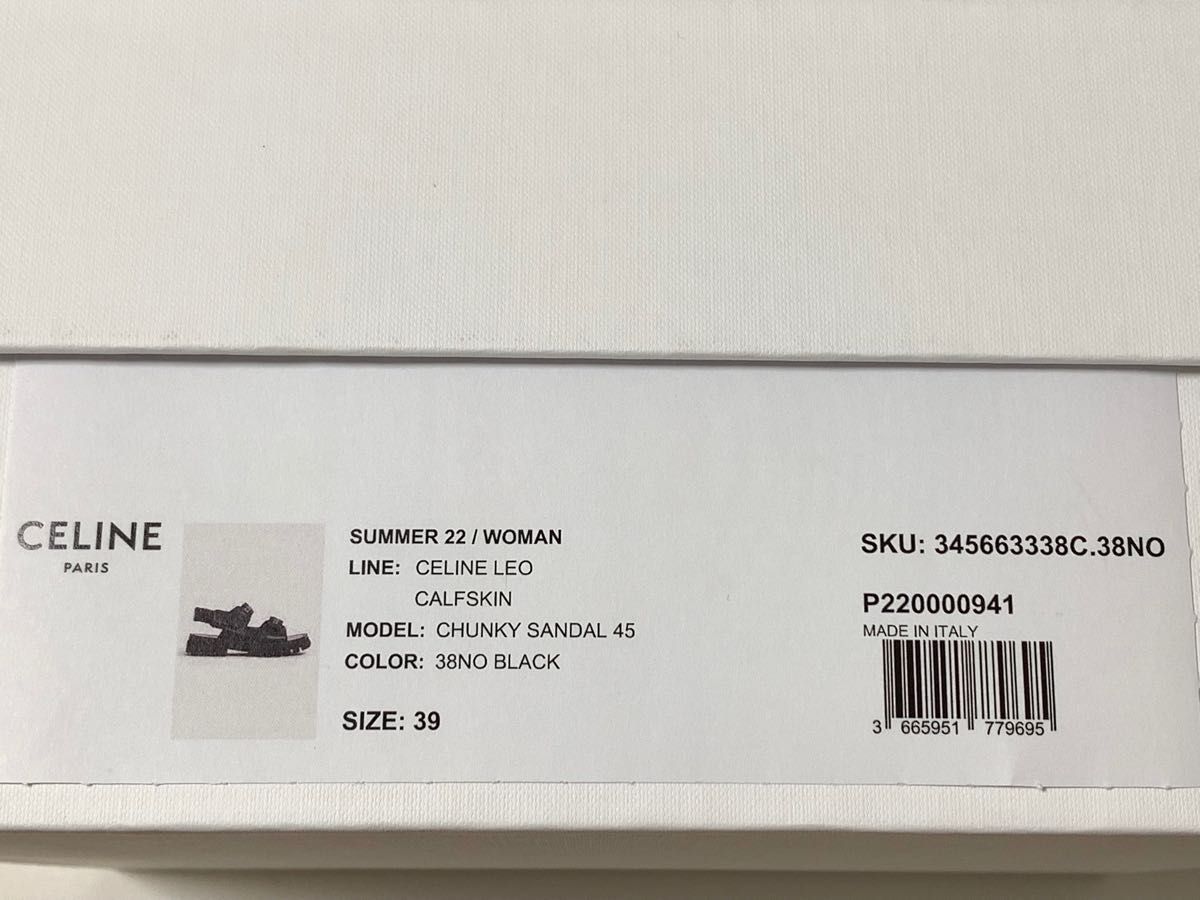 CELINE
PARIS
SUMMER 22 / WOMAN
LINE: CELINE LEO
CALFSKIN
MODEL: CHUNKY SANDAL 45
COLOR: 38NO BLACK
SIZE: 39
SKU: 345663338C.38NO
P220000941
MADE IN ITALY
3 665951 779695